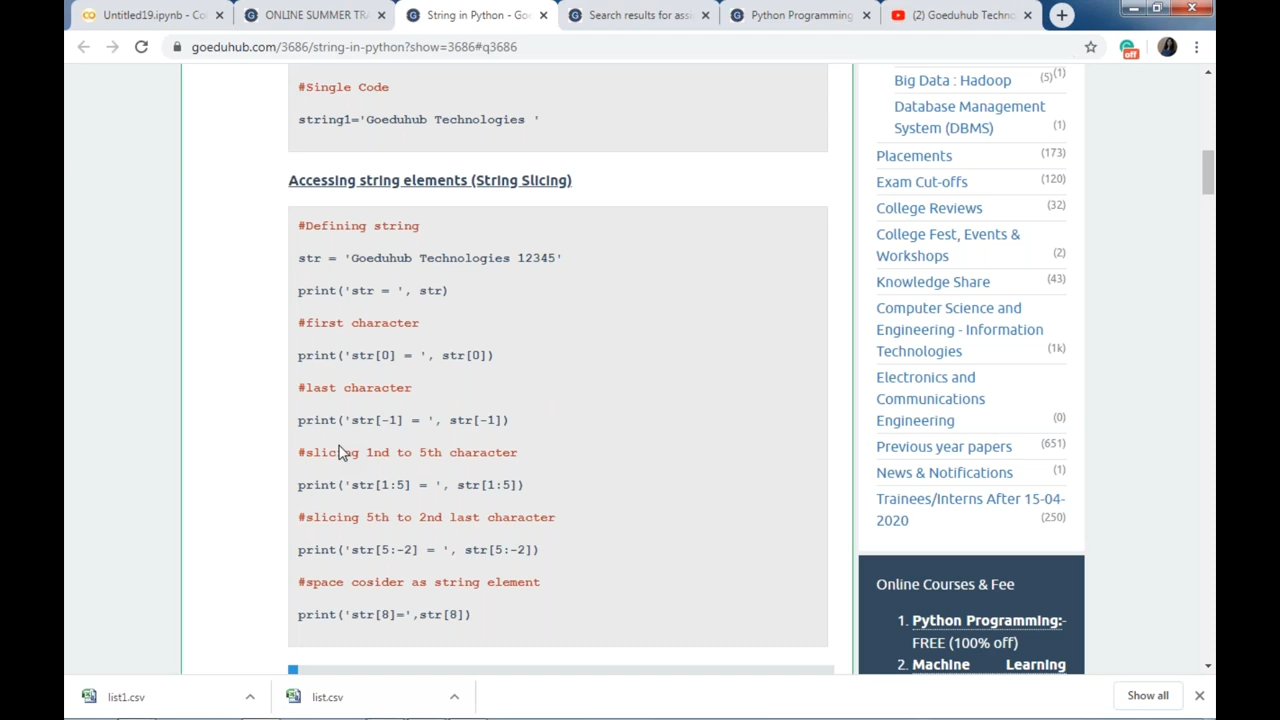 Untitled19.ipynb - Co
ONLINE SUMMER TRA
String in Python - Goe
Search results for assi
Python Programming
(2) Goeduhub Techno
goeduhub.com/3686/string-in-python?show=3686#q3686
off
#Single Code
string1='Goeduhub Technologies '
Accessing string elements (String Slicing)
#Defining string
str = 'Goeduhub Technologies 12345'
print('str = ', str)
#first character
print('str[0] = ', str[0])
#last character
print('str[-1] = ', str[-1])
#slicing 1nd to 5th character
print('str[1:5] = ', str[1:5])
#slicing 5th to 2nd last character
print('str[5:-2] = ', str[5:-2])
#space cosider as string element
print('str[8]=',str[8])
Big Data : Hadoop (5) (1)
Database Management
System (DBMS) (1)
Placements (173)
Exam Cut-offs (120)
College Reviews (32)
College Fest, Events &
Workshops (2)
Knowledge Share (43)
Computer Science and
Engineering - Information
Technologies (1k)
Electronics and
Communications
Engineering (0)
Previous year papers (651)
News & Notifications (1)
Trainees/Interns After 15-04-
2020 (250)
Online Courses & Fee
1. Python Programming:-
FREE (100% off)
2. Machine Learning
list1.csv
list.csv
Show all